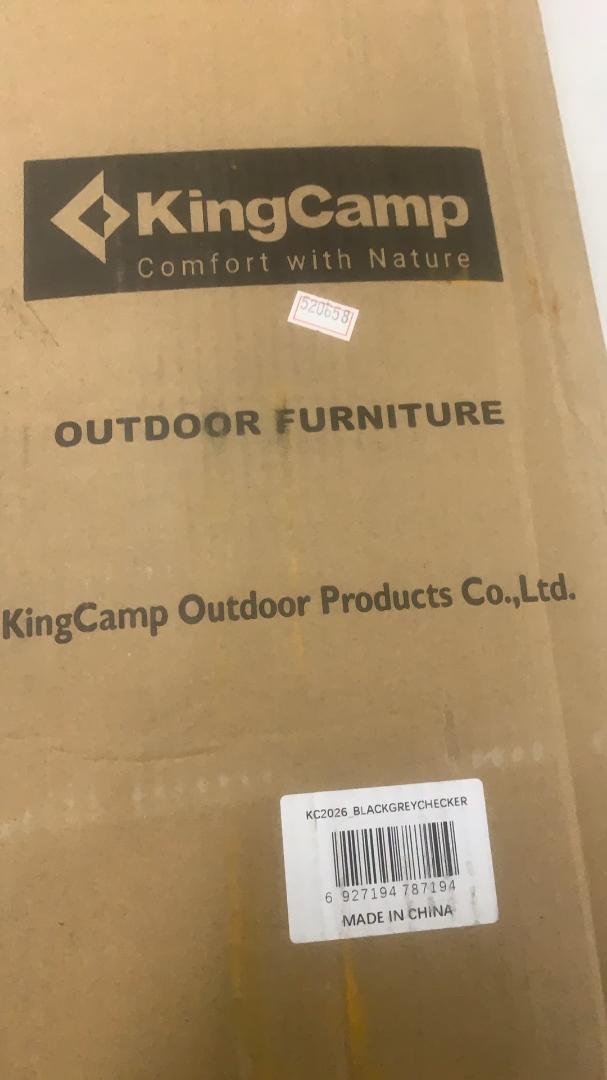 KingCamp
Comfort with Nature
520658
OUTDOOR FURNITURE
KingCamp Outdoor Products Co.,Ltd.
KC2026_BLACKGREYCHECKER
6 927194 787194
MADE IN CHINA